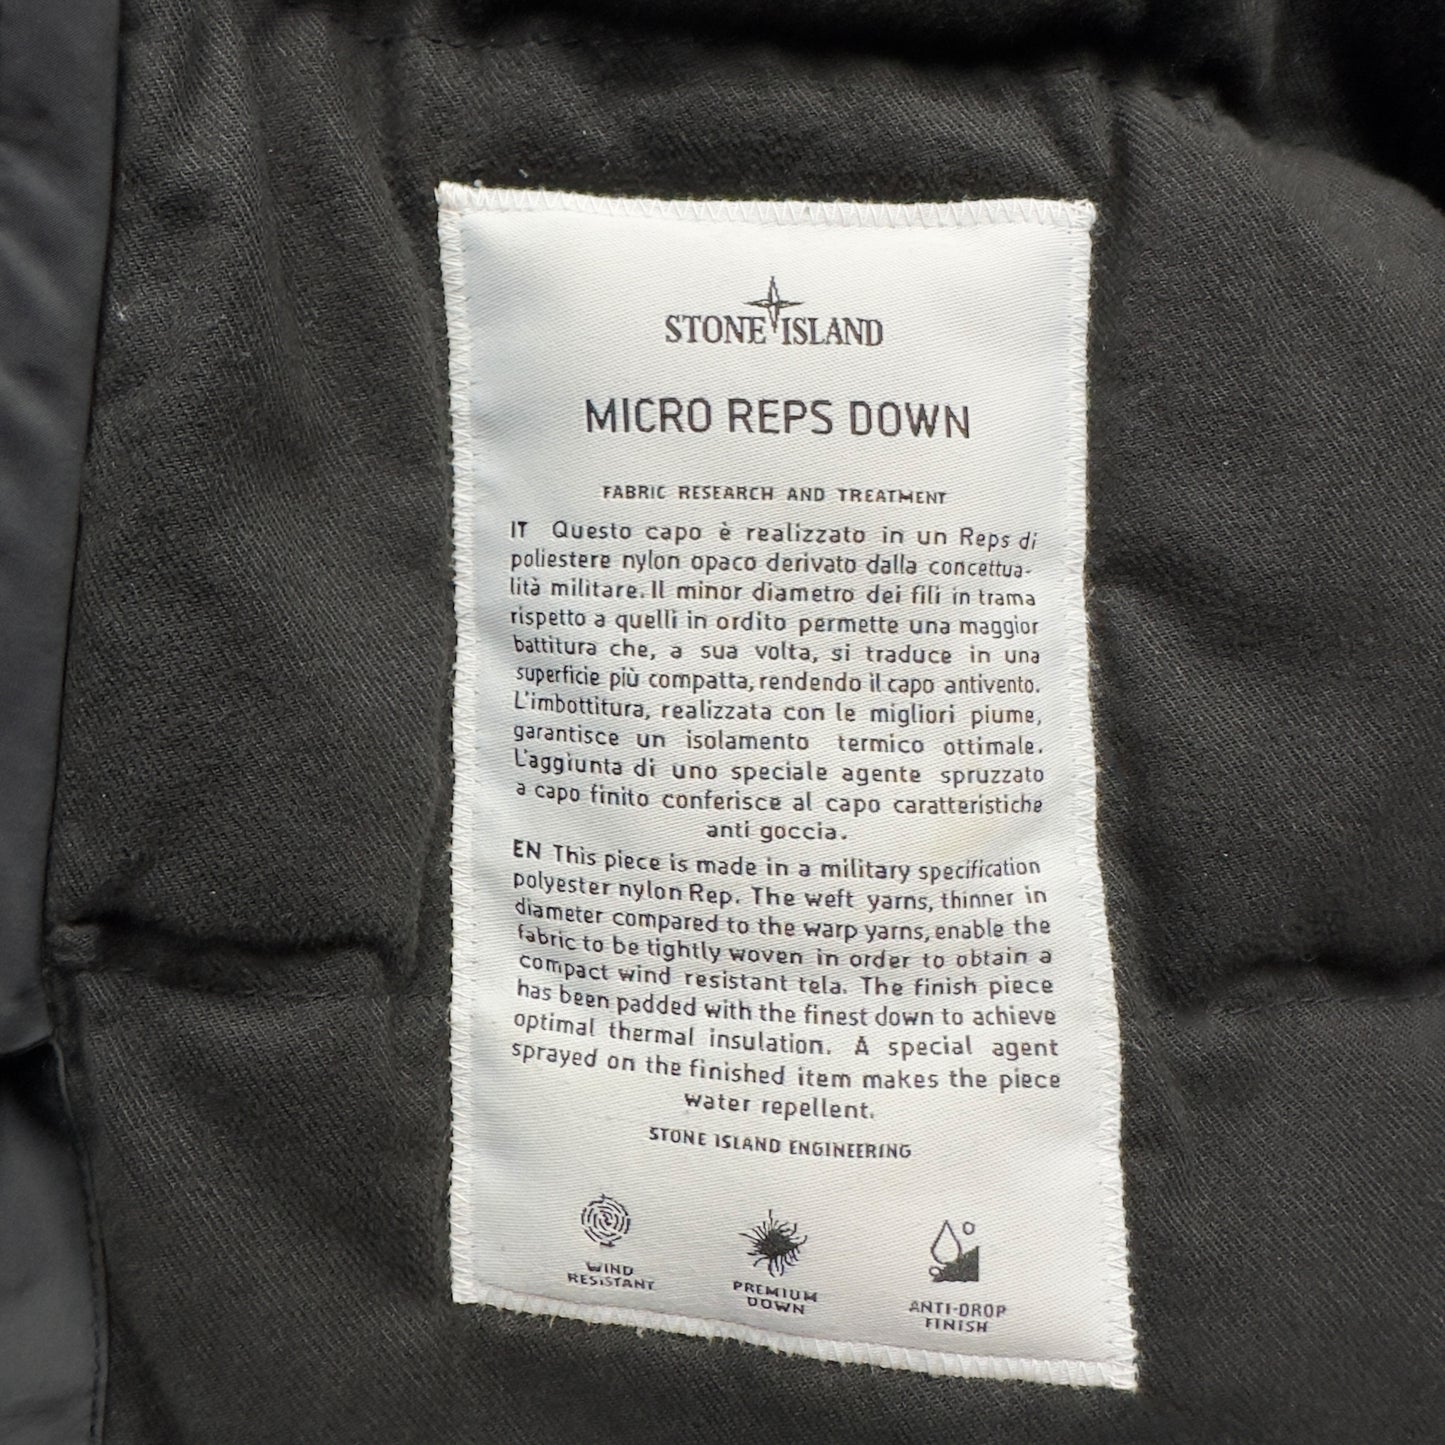 STONE ISLAND
MICRO REPS DOWN
FABRIC RESEARCH AND TREATMENT
IT Questo capo è realizzato in un Reps di
poliestere nylon opaco derivato dalla concettua-
lità militare. Il minor diametro dei fili in trama
rispetto a quelli in ordito permette una maggior
battitura che, a sua volta, si traduce in una
superficie più compatta, rendendo il capo antivento.
L'imbottitura, realizzata con le migliori piume,
garantisce un isolamento termico ottimale.
L'aggiunta di uno speciale agente spruzzato
a capo finito conferisce al capo caratteristiche
anti goccia.
EN This piece is made in a military specification
polyester nylon Rep. The weft yarns, thinner in
diameter compared to the warp yarns, enable the
fabric to be tightly woven in order to obtain a
compact wind resistant tela. The finish piece
has been padded with the finest down to achieve
optimal thermal insulation. A special agent
sprayed on the finished item makes the piece
water repellent.
STONE ISLAND ENGINEERING
WIND
RESISTANT
PREMIUM
DOWN
ANTI-DROP
FINISH